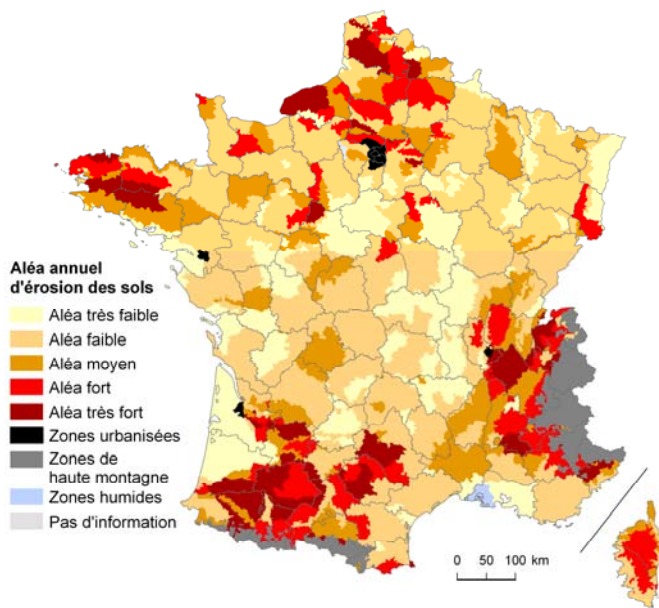 Aléa annuel
d'érosion des sols
Aléa très faible
Aléa faible
Aléa moyen
Aléa fort
Aléa très fort
Zones urbanisées
Zones de
haute montagne
Zones humides
Pas d'information
0 50 100 km